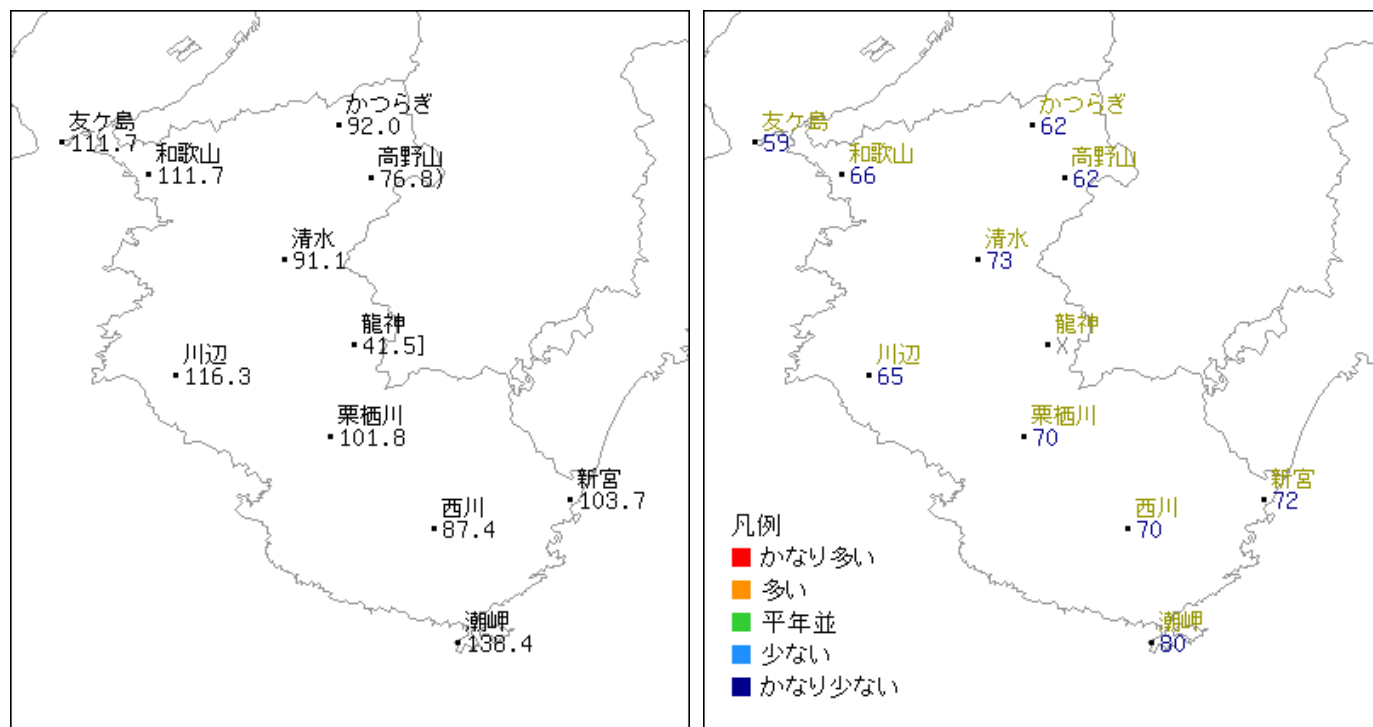 かつらぎ
92.0
友ケ島
111.7
和歌山
111.7
高野山
76.8)
清水
91.1
龍神
41.5]
川辺
116.3
栗栖川
101.8
新宮
103.7
西川
87.4
潮岬
138.4
かつらぎ
62
友ケ島
59
和歌山
66
高野山
62
清水
73
龍神
X
川辺
65
栗栖川
70
新宮
72
西川
70
潮岬
80
凡例
かなり多い
多い
平年並
少ない
かなり少ない